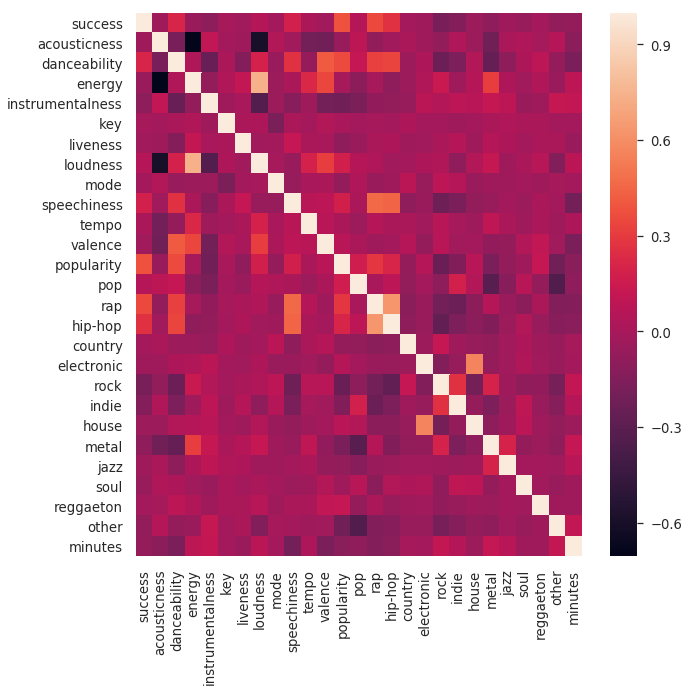 success
acousticness
danceability
energy
instrumentalness
key
liveness
loudness
mode
speechiness
tempo
valence
popularity
pop
rap
hip-hop
country
electronic
rock
indie
house
metal
jazz
soul
reggaeton
other
minutes
success
acousticness
danceability
energy
instrumentalness
key
liveness
loudness
mode
speechiness
tempo
valence
popularity
pop
rap
hip-hop
country
electronic
rock
indie
house
metal
jazz
soul
reggaeton
other
minutes
0.9
0.6
0.3
0.0
−0.3
−0.6